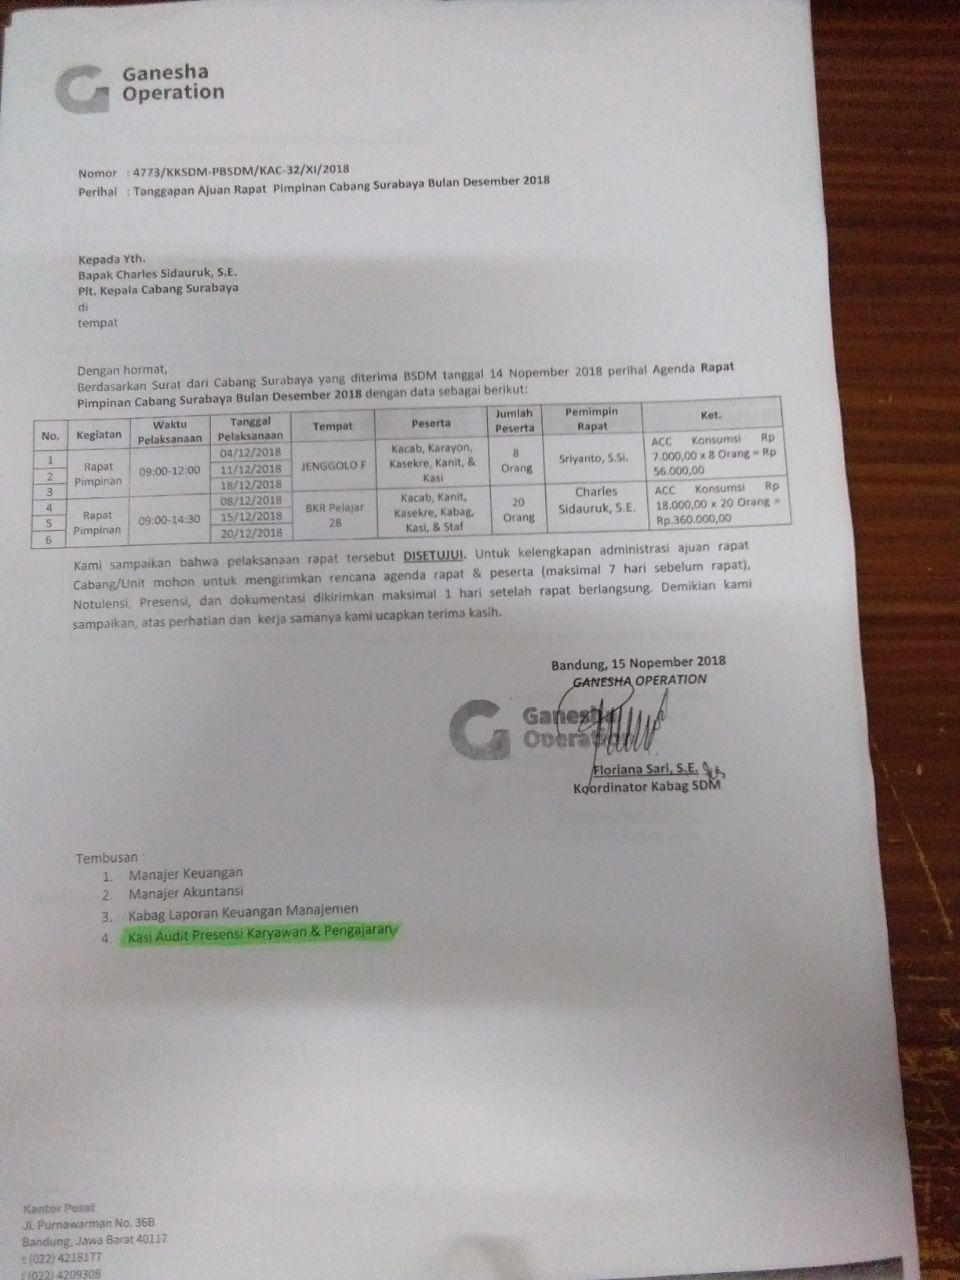 Ganesha
Operation
Nomor : 4773/KKSDM-PBSDM/KAC-32/XI/2018
Perihal : Tanggapan Ajuan Rapat Pimpinan Cabang Surabaya Bulan Desember 2018
Kepada Yth.
Bapak Charles Sidauruk, S.E.
Plt. Kepala Cabang Surabaya
di
tempat
Dengan hormat,
Berdasarkan Surat dari Cabang Surabaya yang diterima BSDM tanggal 14 Nopember 2018 perihal Agenda Rapat
Pimpinan Cabang Surabaya Bulan Desember 2018 dengan data sebagai berikut:
No. Kegiatan Waktu Pelaksanaan Tanggal Pelaksanaan Tempat Peserta Jumlah Peserta Pemimpin Rapat Ket.
1 Rapat Pimpinan 09:00-12:00 04/12/2018 JENGGOLO F Kacab, Karayon, Kasekre, Kanit, & Kasi 8 Orang Sriyanto, S.Si. ACC Konsumsi Rp 7.000,00 x 8 Orang = Rp 56.000,00
2 11/12/2018
3 18/12/2018
4 Rapat Pimpinan 09:00-14:30 08/12/2018 BKR Pelajar 28 Kacab, Kanit, Kasekre, Kabag, Kasi, & Staf 20 Orang Charles Sidauruk, S.E. ACC Konsumsi Rp 18.000,00 x 20 Orang = Rp.360.000,00
5 15/12/2018
6 20/12/2018
Kami sampaikan bahwa pelaksanaan rapat tersebut DISETUJUI. Untuk kelengkapan administrasi ajuan rapat
Cabang/Unit mohon untuk mengirimkan rencana agenda rapat & peserta (maksimal 7 hari sebelum rapat),
Notulensi, Presensi, dan dokumentasi dikirimkan maksimal 1 hari setelah rapat berlangsung. Demikian kami
sampaikan, atas perhatian dan kerja samanya kami ucapkan terima kasih.
Bandung, 15 Nopember 2018
GANESHA OPERATION
Ganesha
Operation
Floriana Sari, S.E.
Koordinator Kabag SDM
Tembusan :
1. Manajer Keuangan
2. Manajer Akuntansi
3. Kabag Laporan Keuangan Manajemen
4. Kasi Audit Presensi Karyawan & Pengajaran
Kantor Pusat
Jl. Purnawarman No. 36B
Bandung, Jawa Barat 40117
t (022) 4218177
f (022) 4209308